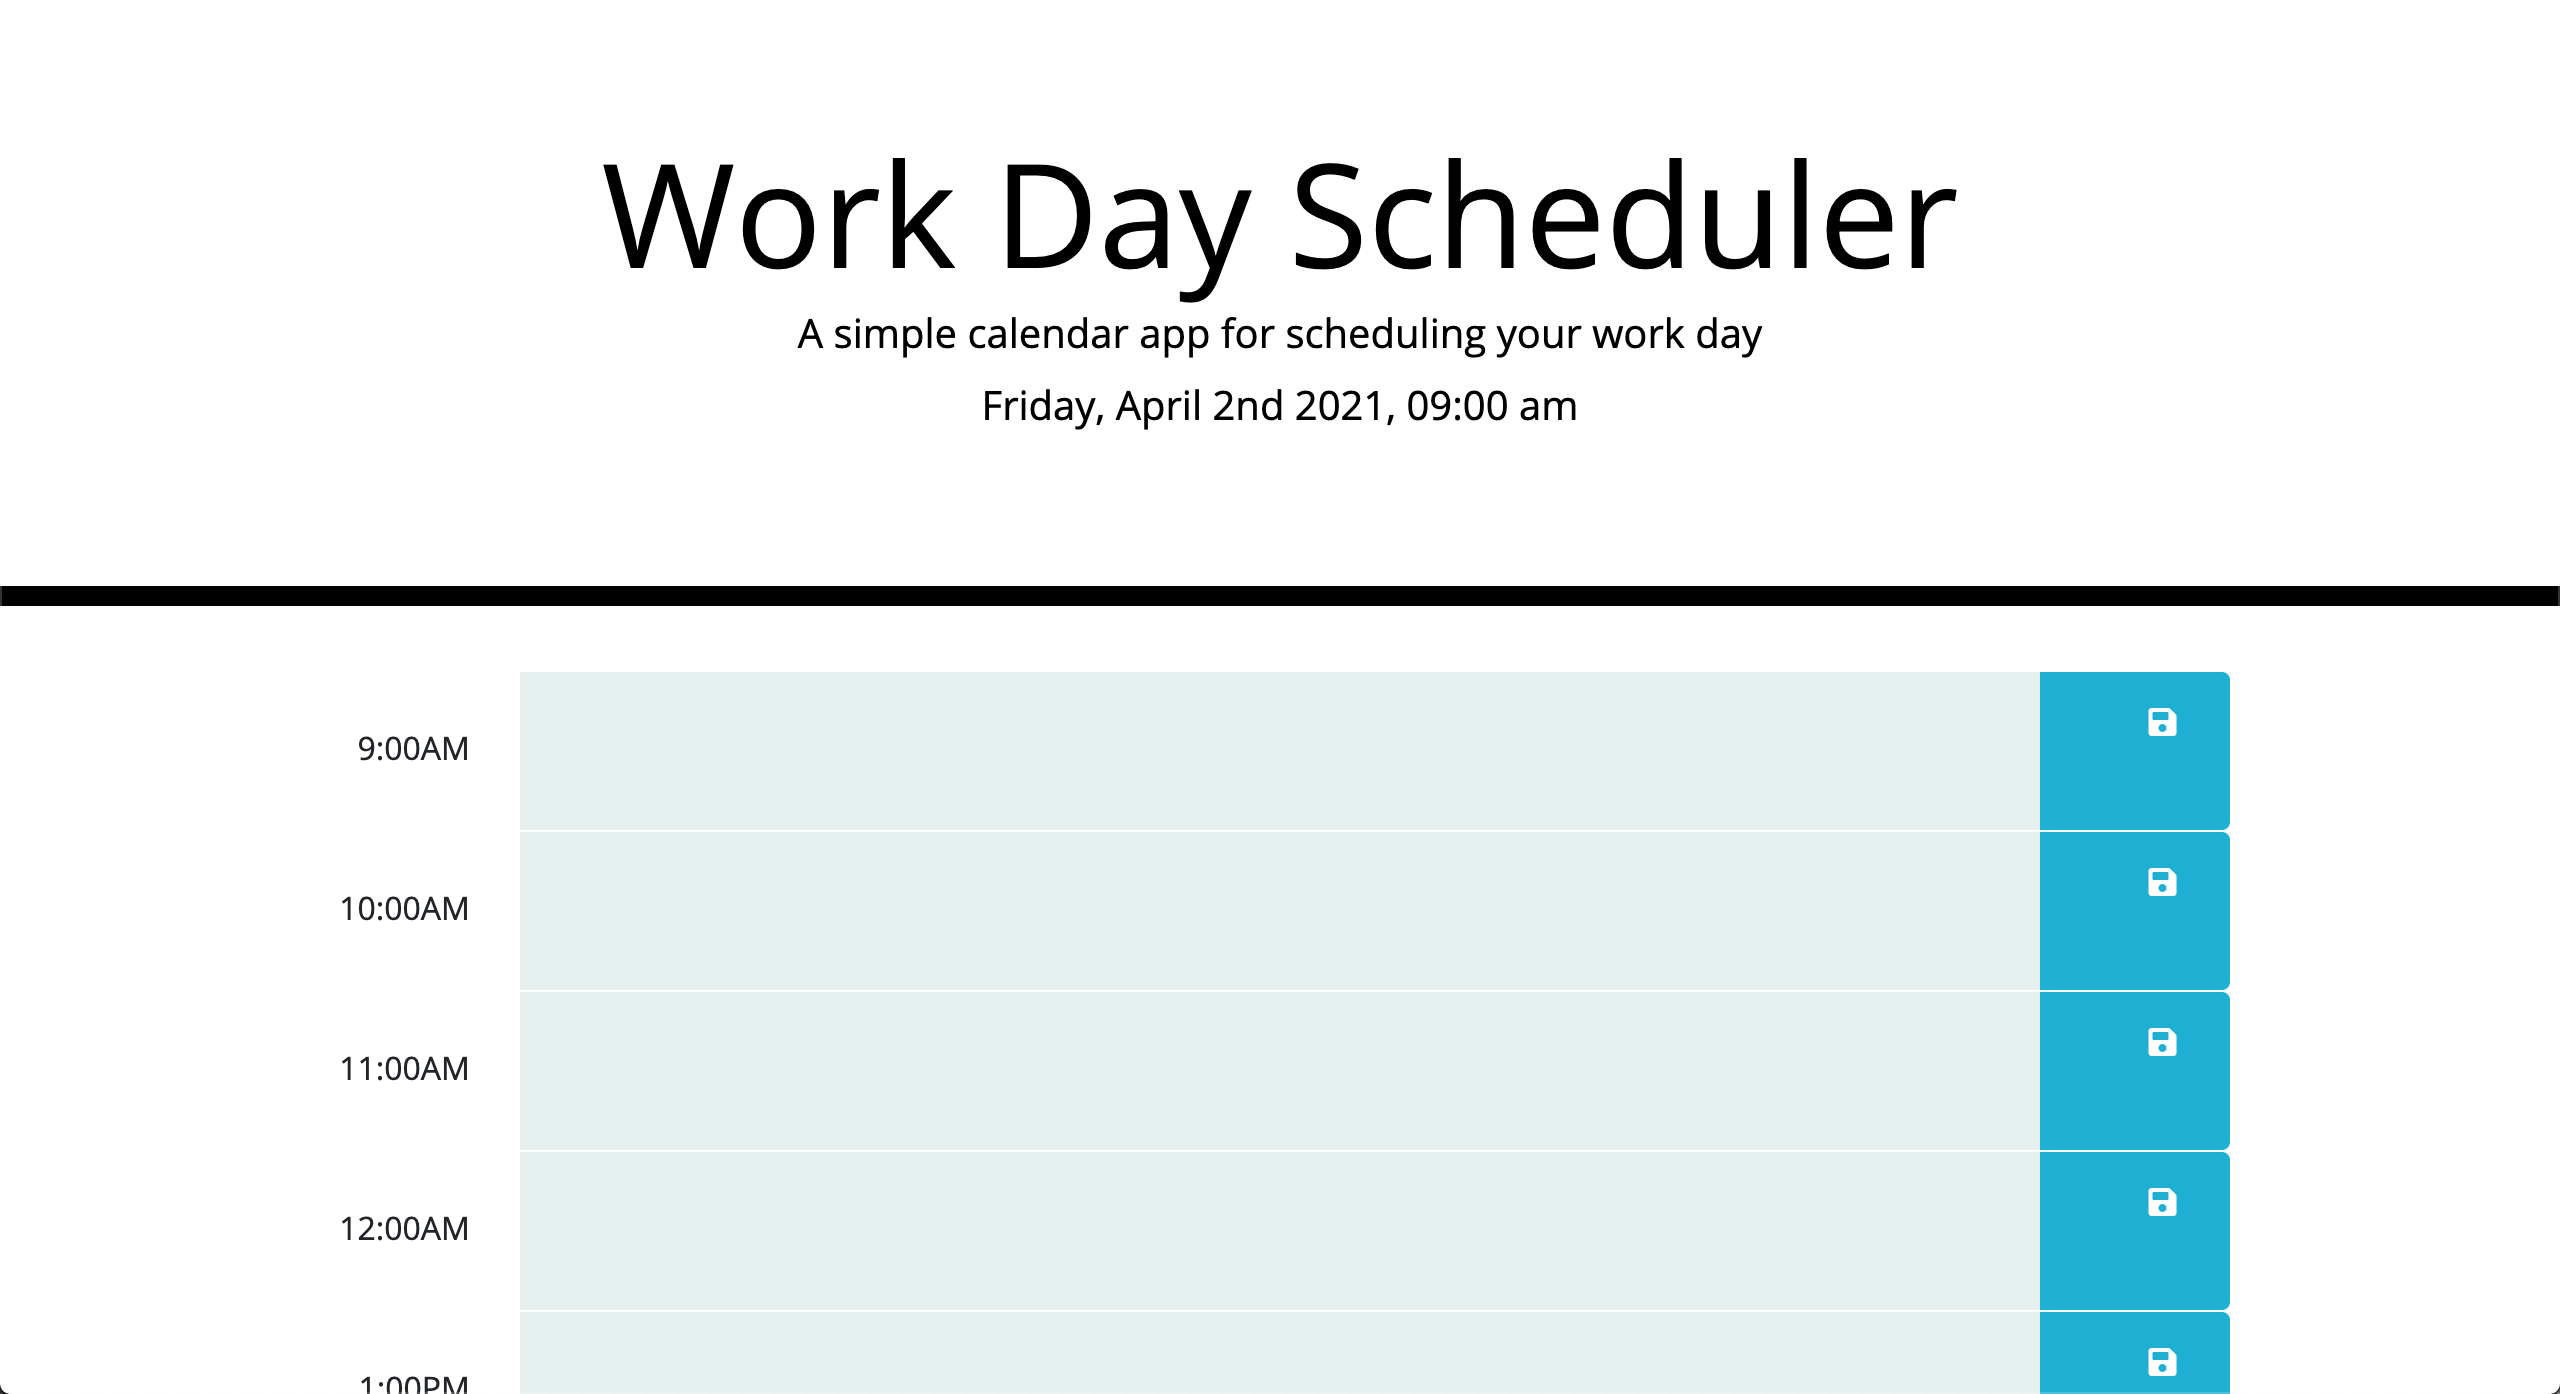 Work Day Scheduler
A simple calendar app for scheduling your work day
Friday, April 2nd 2021, 09:00 am
9:00AM
10:00AM
11:00AM
12:00AM
1:00PM